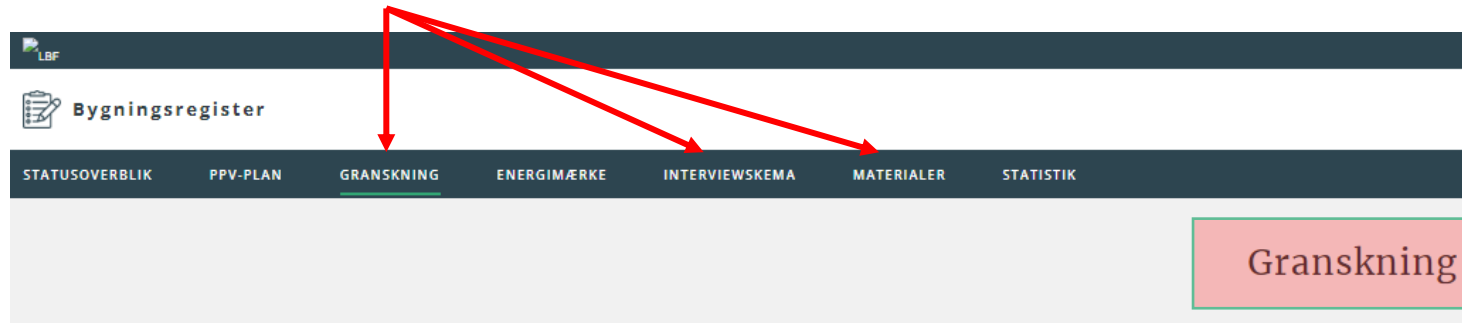 LBF
Bygningsregister
STATUSOVERBLIK PPV-PLAN GRANSKNING ENERGIMÆRKE INTERVIEWSKEMA MATERIALER STATISTIK
Granskning